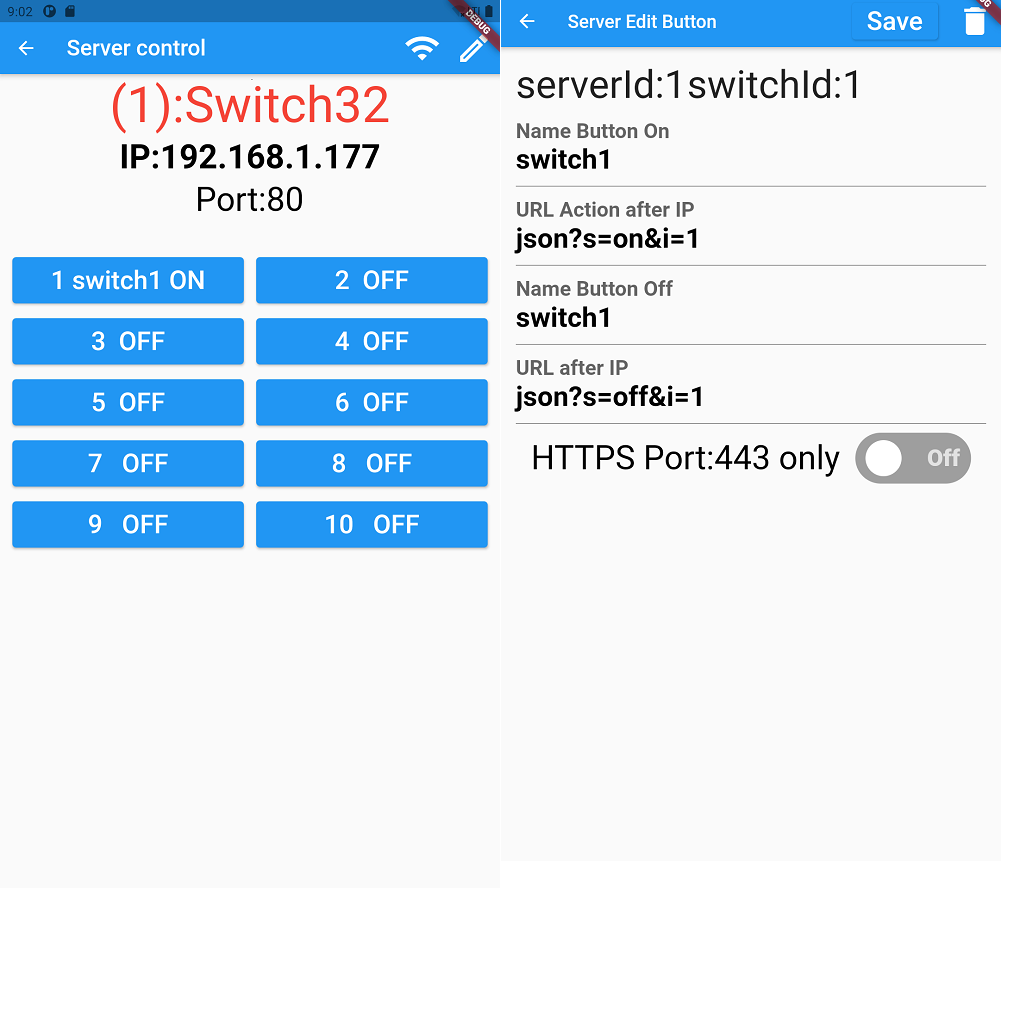 9:02
DEBUG
Server control
(1):Switch32
IP:192.168.1.177
Port:80
1 switch1 ON
2 OFF
3 OFF
4 OFF
5 OFF
6 OFF
7 OFF
8 OFF
9 OFF
10 OFF
Server Edit Button
Save
serverId:1switchId:1
Name Button On
switch1
URL Action after IP
json?s=on&i=1
Name Button Off
switch1
URL after IP
json?s=off&i=1
HTTPS Port:443 only
Off